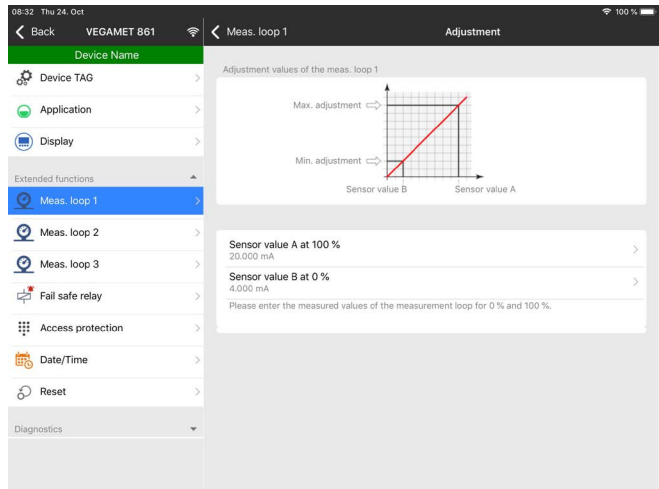 08:32 Thu 24. Oct
100 %
Back VEGAMET 861
Meas. loop 1
Adjustment
Device Name
Device TAG
Application
Display
Extended functions
Meas. loop 1
Meas. loop 2
Meas. loop 3
Fail safe relay
Access protection
Date/Time
Reset
Diagnostics
Adjustment values of the meas. loop 1
Max. adjustment
Min. adjustment
Sensor value B Sensor value A
Sensor value A at 100 %
20.000 mA
Sensor value B at 0 %
4.000 mA
Please enter the measured values of the measurement loop for 0 % and 100 %.